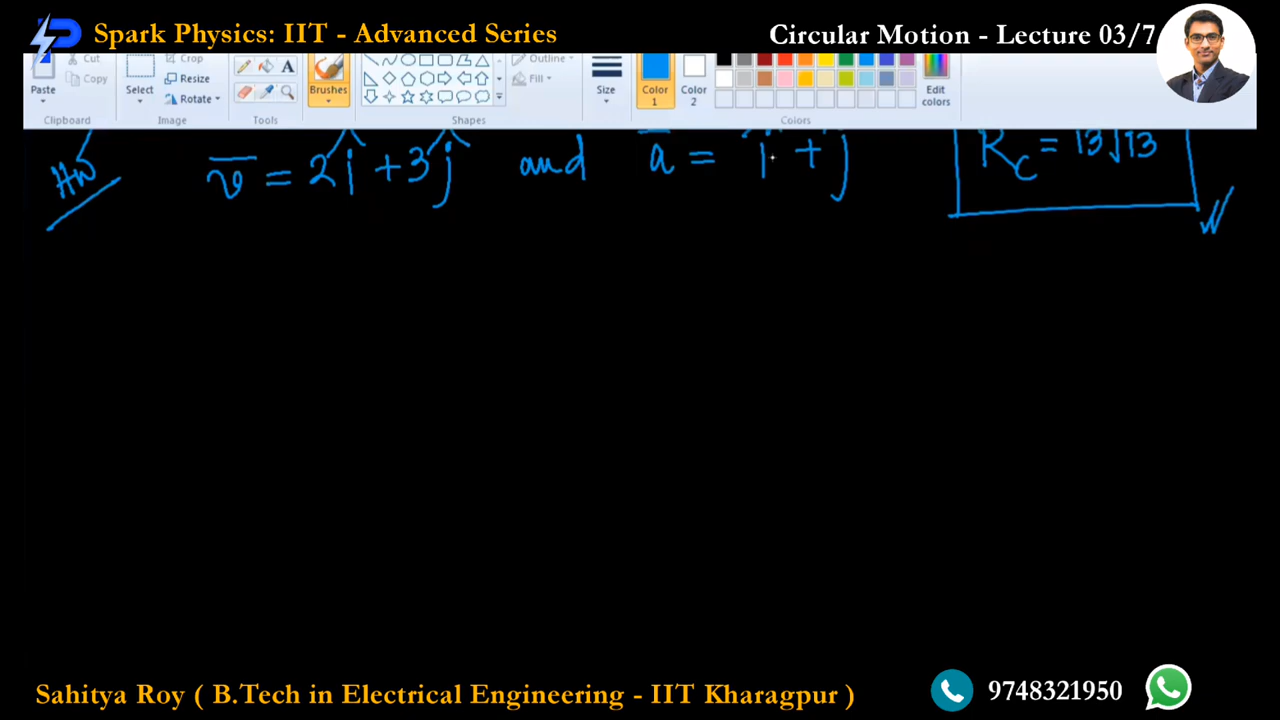 Spark Physics: IIT - Advanced Series
Circular Motion - Lecture 03/7
Paste
Cut
Copy
Select
Crop
Resize
Rotate
A
Brushes
Outline
Fill
Size
Color 1
Color 2
Edit colors
Clipboard
Image
Tools
Shapes
Colors
HW
v̅ = 2î + 3ĵ and a̅ = î + ĵ
R_C = 13√13
Sahitya Roy ( B.Tech in Electrical Engineering - IIT Kharagpur )
9748321950